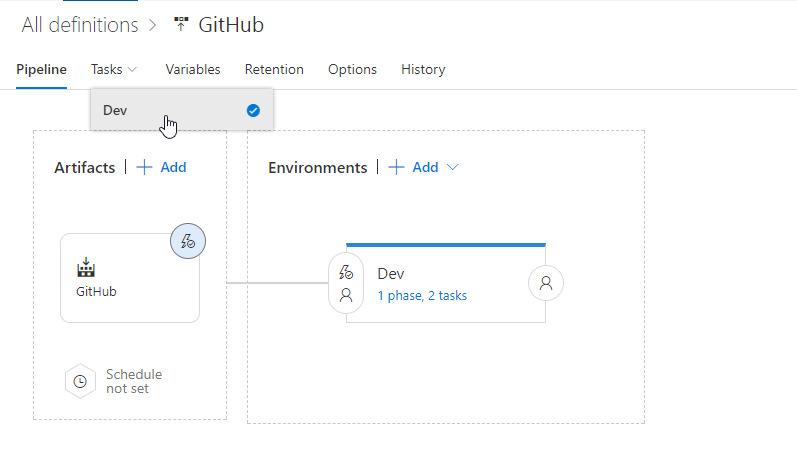 All definitions > GitHub
Pipeline Tasks Variables Retention Options History
Dev
Artifacts | + Add
Environments | + Add
GitHub
Schedule
not set
Dev
1 phase, 2 tasks